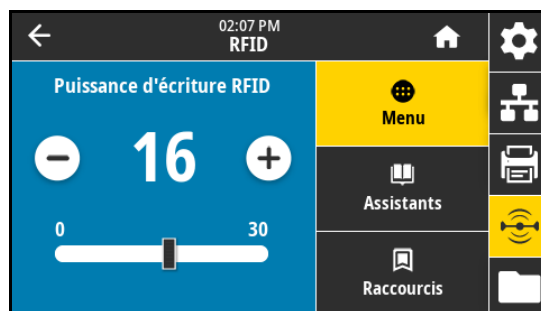 02:07 PM
RFID
Puissance d'écriture RFID
16
0 30
Menu
Assistants
Raccourcis